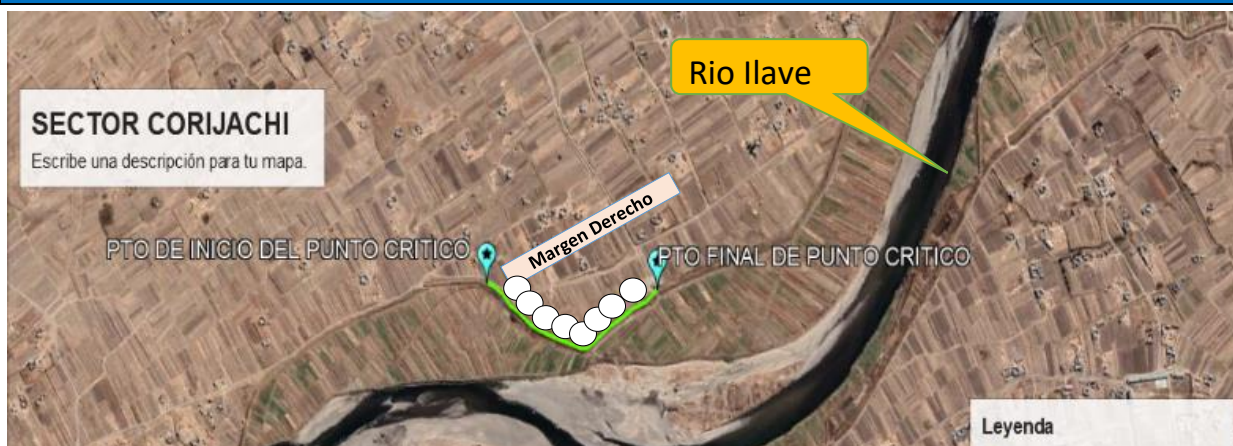 Rio Ilave
SECTOR CORIJACHI
Escribe una descripción para tu mapa.
Margen Derecho
PTO DE INICIO DEL PUNTO CRITICO
PTO FINAL DE PUNTO CRITICO
Leyenda